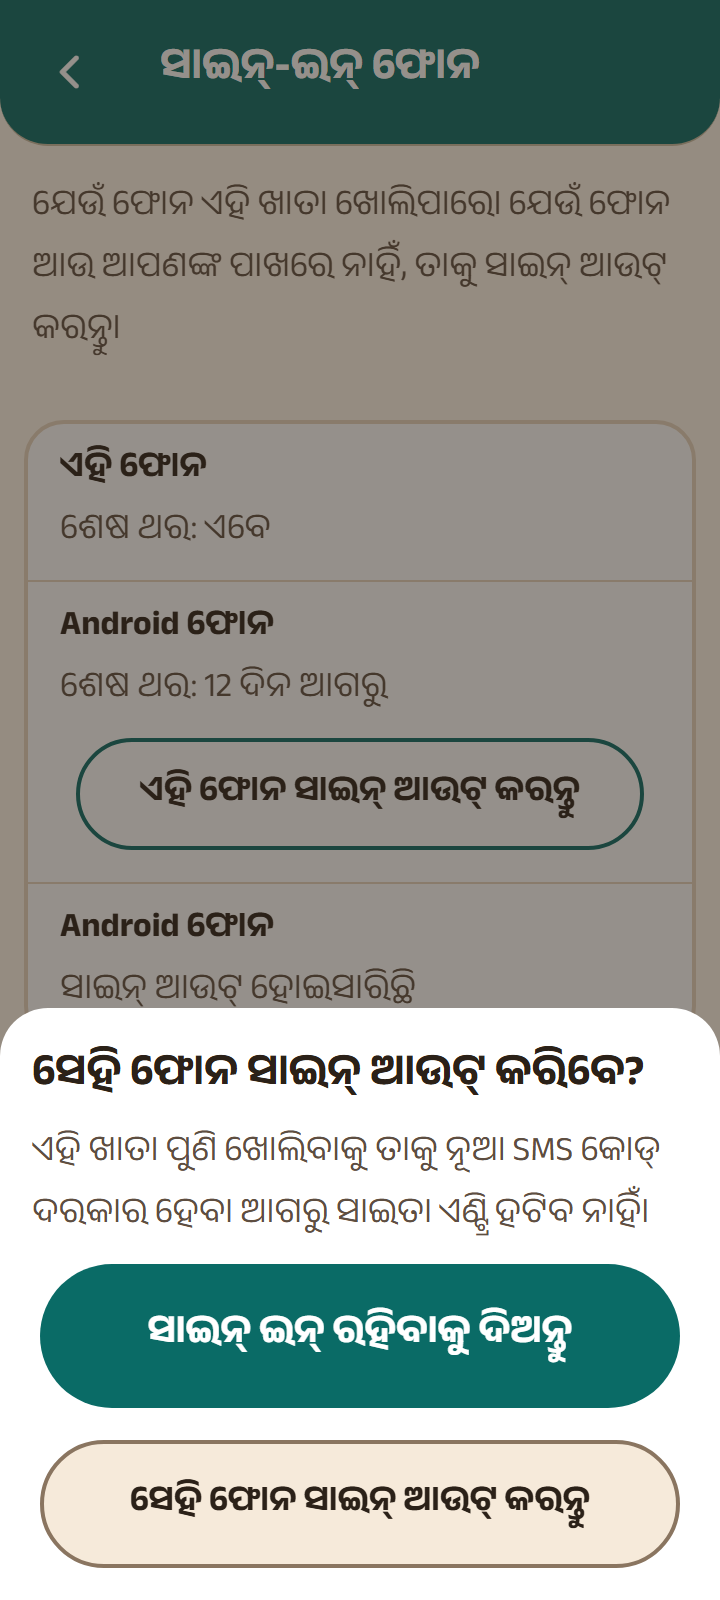 ସାଇନ୍-ଇନ୍ ଫୋନ
ଯେଉଁ ଫୋନ ଏହି ଖାତା ଖୋଲିପାରେ। ଯେଉଁ ଫୋନ
ଆଉ ଆପଣଙ୍କ ପାଖରେ ନାହିଁ, ତାକୁ ସାଇନ୍ ଆଉଟ୍
କରନ୍ତୁ।
ଏହି ଫୋନ
ଶେଷ ଥର: ଏବେ
Android ଫୋନ
ଶେଷ ଥର: 12 ଦିନ ଆଗରୁ
ଏହି ଫୋନ ସାଇନ୍ ଆଉଟ୍ କରନ୍ତୁ
Android ଫୋନ
ସାଇନ୍ ଆଉଟ୍ ହୋଇସାରିଛି
ସେହି ଫୋନ ସାଇନ୍ ଆଉଟ୍ କରିବେ?
ଏହି ଖାତା ପୁଣି ଖୋଲିବାକୁ ତାକୁ ନୂଆ SMS କୋଡ୍
ଦରକାର ହେବ। ଆଗରୁ ସାଇତା ଏଣ୍ଟ୍ରି ହଟିବ ନାହିଁ।
ସାଇନ୍ ଇନ୍ ରହିବାକୁ ଦିଅନ୍ତୁ
ସେହି ଫୋନ ସାଇନ୍ ଆଉଟ୍ କରନ୍ତୁ